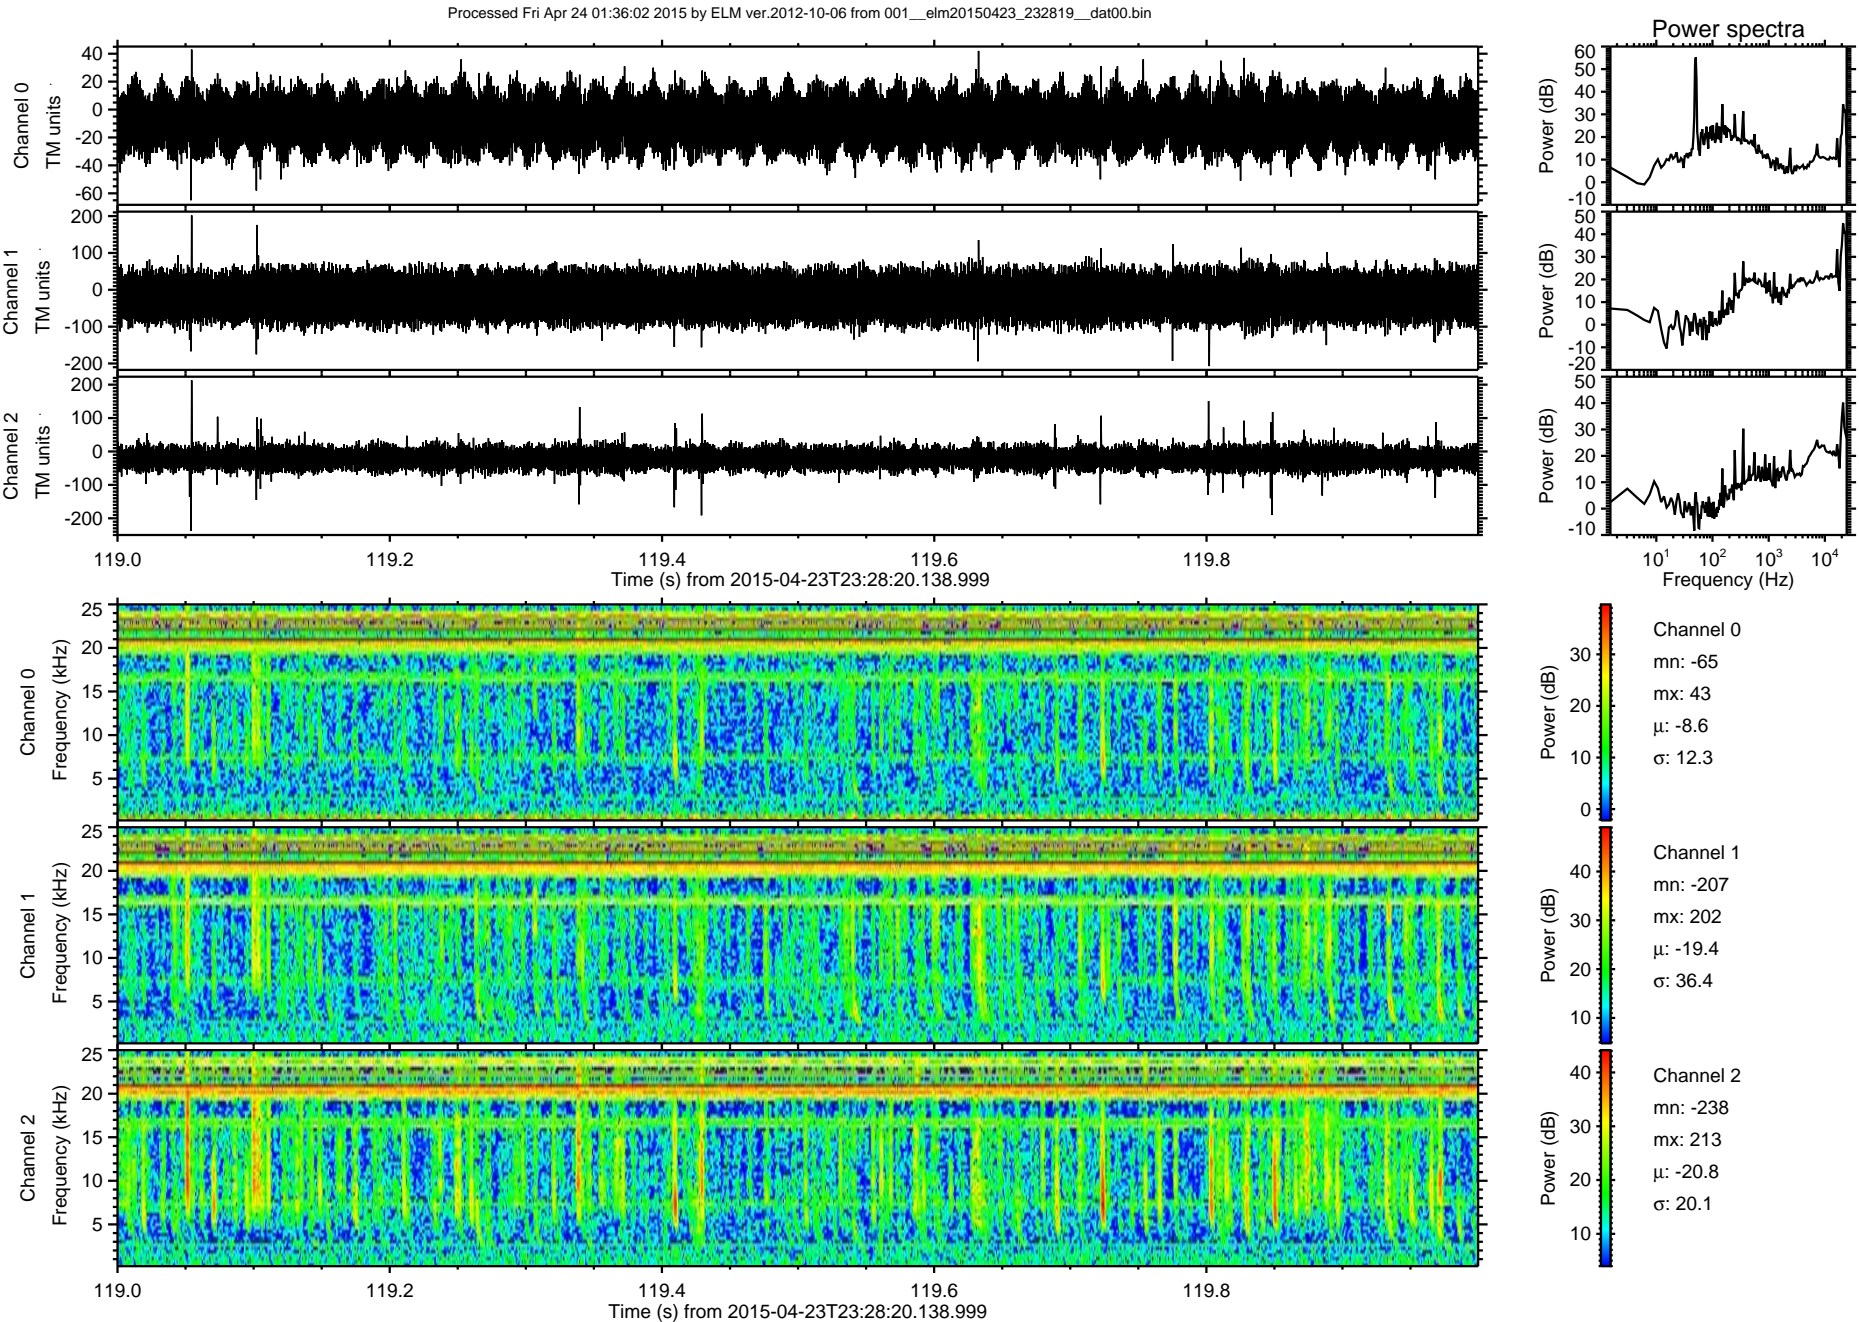 Processed Fri Apr 24 01:36:02 2015 by ELM ver.2012-10-06 from 001__elm20150423_232819__dat00.bin
Power spectra
Channel 0
TM units
40
20
0
-20
-40
-60
Power (dB)
60
50
40
30
20
10
0
-10
Channel 1
TM units
200
100
0
-100
-200
Power (dB)
50
40
30
20
10
0
-10
-20
Channel 2
TM units
200
100
0
-100
-200
Power (dB)
50
40
30
20
10
0
-10
119.0 119.2 119.4 119.6 119.8
Time (s) from 2015-04-23T23:28:20.138.999
10¹ 10² 10³ 10⁴
Frequency (Hz)
Channel 0
Frequency (kHz)
25
20
15
10
5
Power (dB)
30
20
10
0
Channel 0
mn: -65
mx: 43
μ: -8.6
σ: 12.3
Channel 1
Frequency (kHz)
25
20
15
10
5
Power (dB)
40
30
20
10
Channel 1
mn: -207
mx: 202
μ: -19.4
σ: 36.4
Channel 2
Frequency (kHz)
25
20
15
10
5
Power (dB)
40
30
20
10
Channel 2
mn: -238
mx: 213
μ: -20.8
σ: 20.1
119.0 119.2 119.4 119.6 119.8
Time (s) from 2015-04-23T23:28:20.138.999